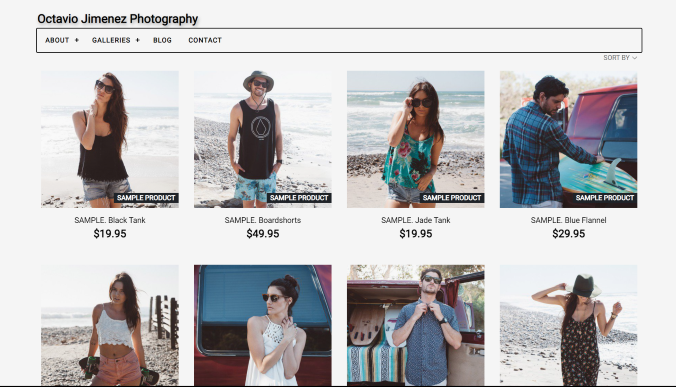 Octavio Jimenez Photography
ABOUT + GALLERIES + BLOG CONTACT
SORT BY
SAMPLE PRODUCT SAMPLE PRODUCT SAMPLE PRODUCT SAMPLE PRODUCT
SAMPLE. Black Tank SAMPLE. Boardshorts SAMPLE. Jade Tank SAMPLE. Blue Flannel
$19.95 $49.95 $19.95 $29.95